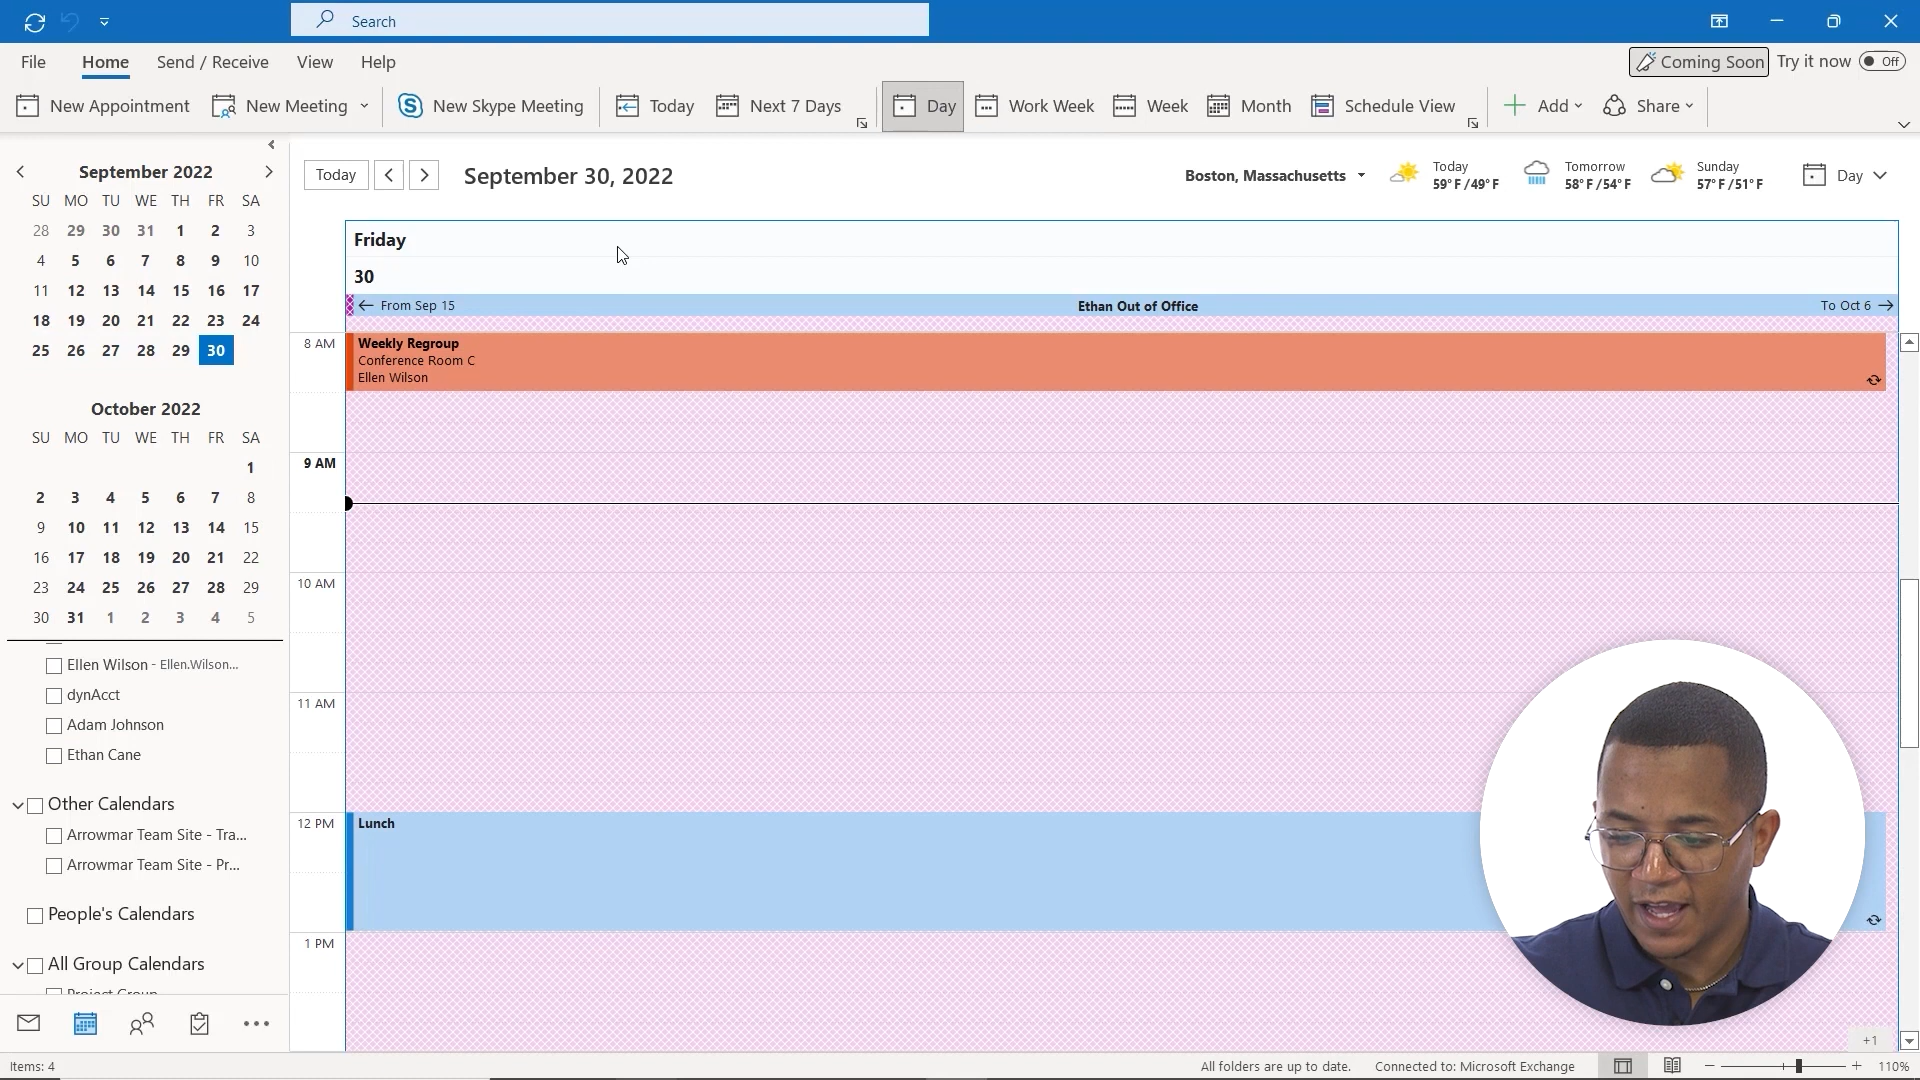 Search
File Home Send / Receive View Help
Coming Soon Try it now Off
New Appointment New Meeting New Skype Meeting Today Next 7 Days Day Work Week Week Month Schedule View Add Share
September 2022
SU MO TU WE TH FR SA
28 29 30 31 1 2 3
4 5 6 7 8 9 10
11 12 13 14 15 16 17
18 19 20 21 22 23 24
25 26 27 28 29 30
October 2022
SU MO TU WE TH FR SA
1
2 3 4 5 6 7 8
9 10 11 12 13 14 15
16 17 18 19 20 21 22
23 24 25 26 27 28 29
30 31 1 2 3 4 5
Ellen Wilson - Ellen.Wilson...
dynAcct
Adam Johnson
Ethan Cane
Other Calendars
Arrowmar Team Site - Tra...
Arrowmar Team Site - Pr...
People's Calendars
All Group Calendars
Project Group
Today
September 30, 2022
Boston, Massachusetts
Today
59°F/49°F
Tomorrow
58°F/54°F
Sunday
57°F/51°F
Day
Friday
30
From Sep 15 Ethan Out of Office To Oct 6
8 AM
Weekly Regroup
Conference Room C
Ellen Wilson
9 AM
10 AM
11 AM
12 PM
Lunch
1 PM
+1
Items: 4
All folders are up to date. Connected to: Microsoft Exchange
110%